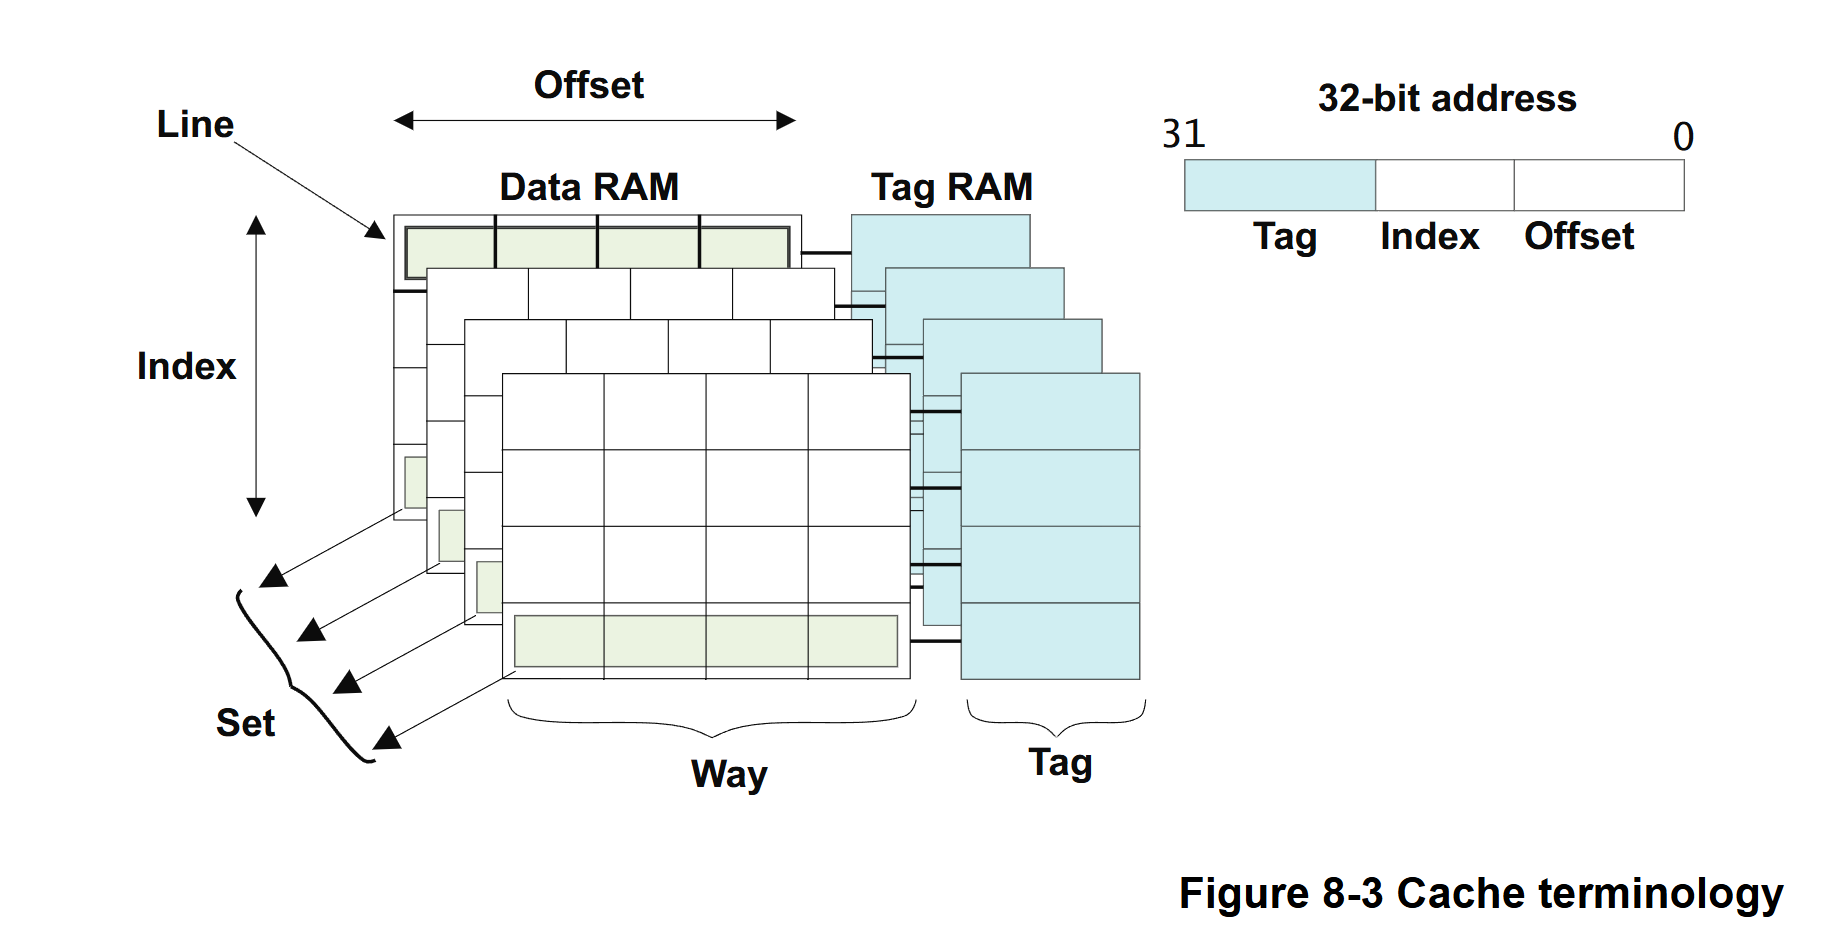 Offset
Line
Data RAM
Tag RAM
Index
Set
Way
Tag
32-bit address
31 0
Tag Index Offset
Figure 8-3 Cache terminology